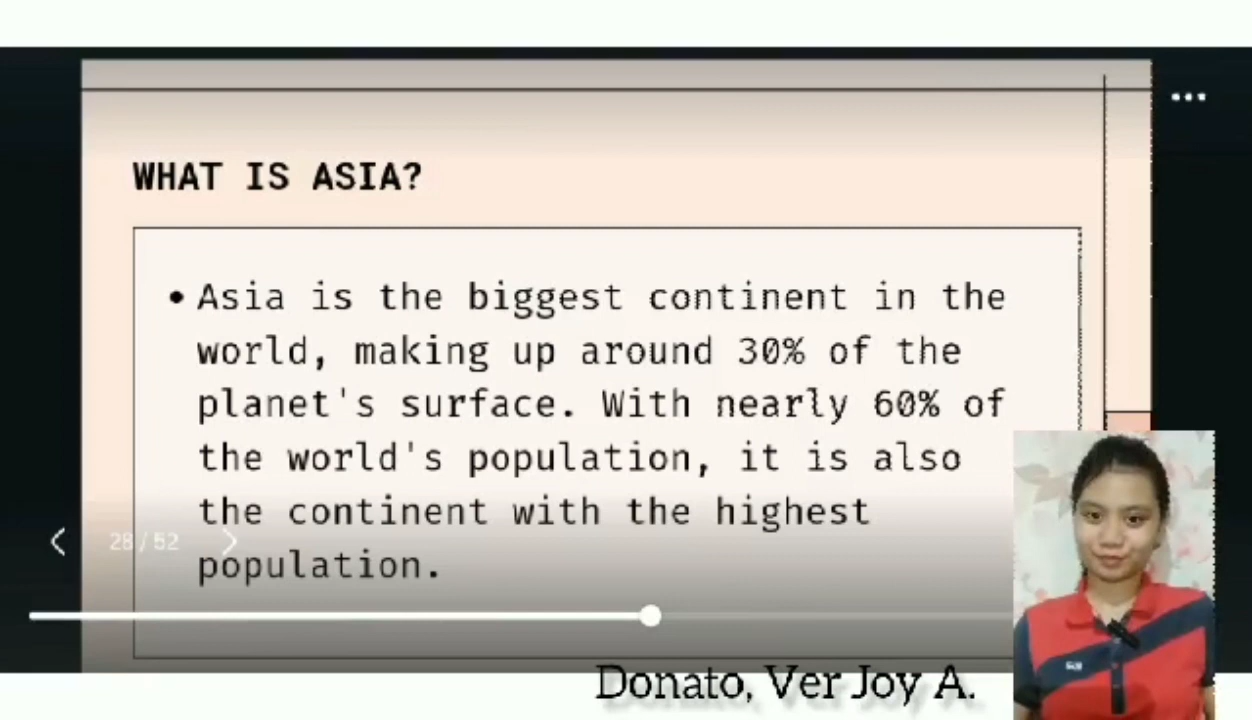 WHAT IS ASIA?
• Asia is the biggest continent in the
world, making up around 30% of the
planet's surface. With nearly 60% of
the world's population, it is also
the continent with the highest
population.
28/52
Donato, Ver Joy A.